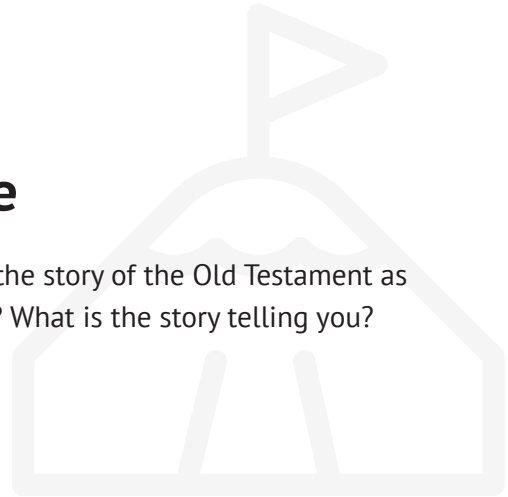 e
the story of the Old Testament as
? What is the story telling you?